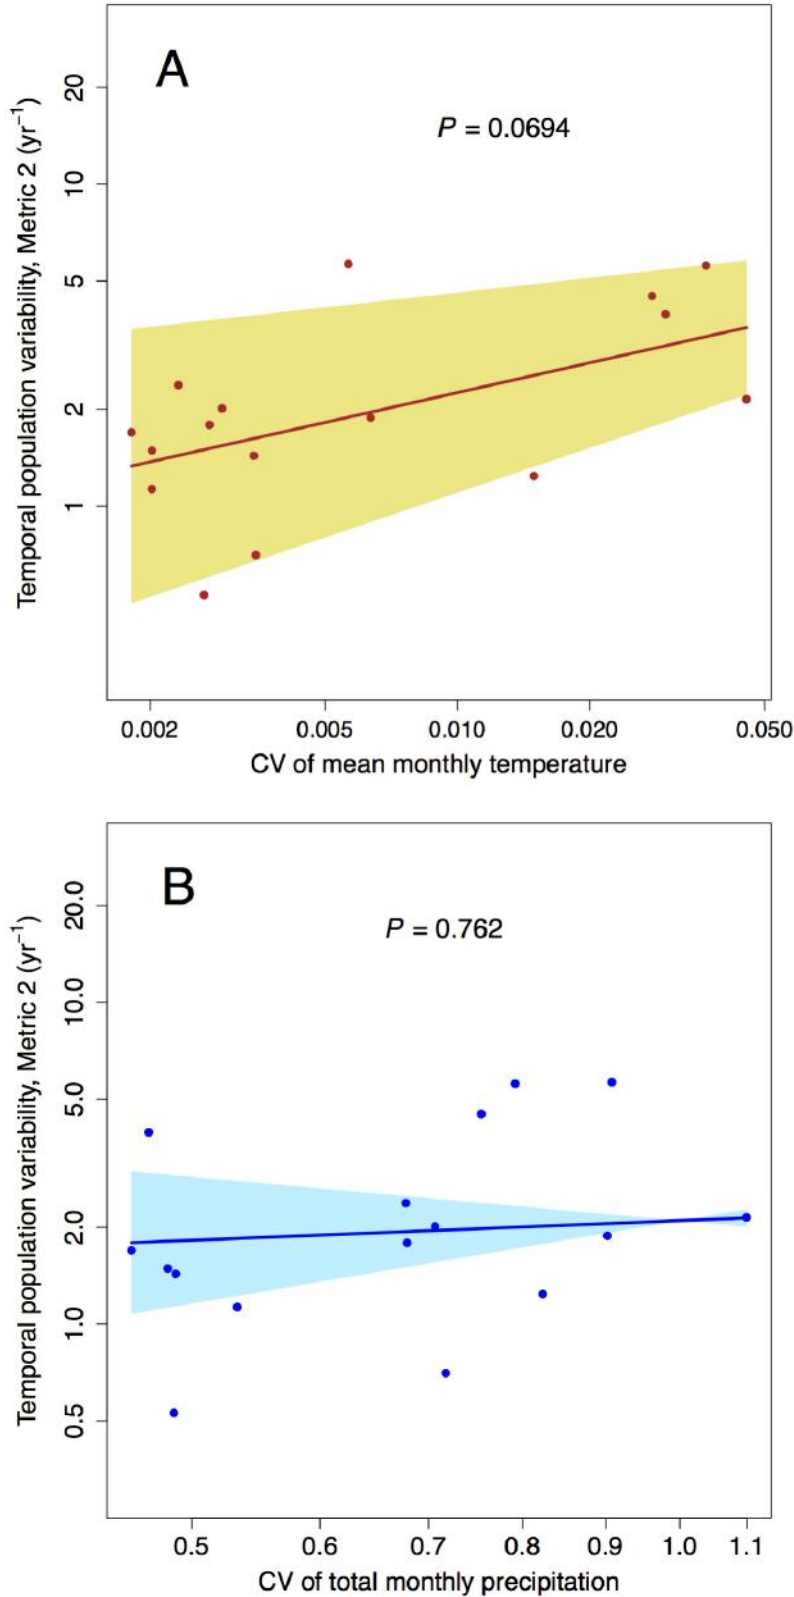 A
P = 0.0694
20
10
5
2
1
Temporal population variability, Metric 2 (yr⁻¹)
0.002 0.005 0.010 0.020 0.050
CV of mean monthly temperature
B
P = 0.762
20.0
10.0
5.0
2.0
1.0
0.5
Temporal population variability, Metric 2 (yr⁻¹)
0.5 0.6 0.7 0.8 0.9 1.0 1.1
CV of total monthly precipitation